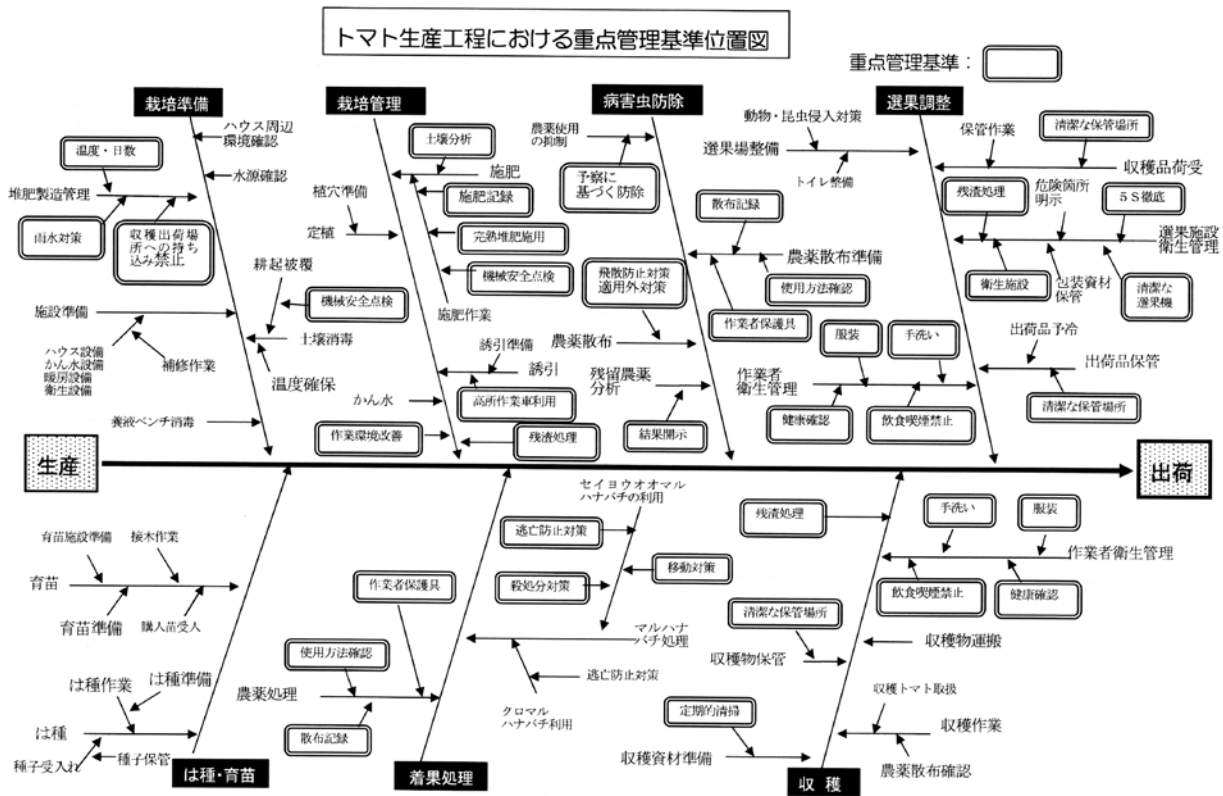 トマト生産工程における重点管理基準位置図
重点管理基準：
栽培準備
ハウス周辺
環境確認
温度・日数
水源確認
堆肥製造管理
雨水対策
収穫出荷場
所への持ち
込み禁止
耕起被覆
機械安全点検
施設準備
土壌消毒
ハウス設備
かん水設備
暖房設備
衛生設備
補修作業
温度確保
養液ベンチ消毒
栽培管理
土壌分析
施肥
植穴準備
施肥記録
定植
完熟堆肥施用
機械安全点検
施肥作業
誘引準備
誘引
かん水
高所作業車利用
作業環境改善
残渣処理
病害虫防除
農薬使用
の抑制
予察に
基づく防除
散布記録
農薬散布準備
飛散防止対策
適用外対策
使用方法確認
作業者保護具
農薬散布
残留農薬
分析
結果開示
選果調整
動物・昆虫侵入対策
選果場整備
トイレ整備
保管作業
清潔な保管場所
収穫品荷受
残渣処理
危険箇所
明示
５Ｓ徹底
選果施設
衛生管理
衛生施設
包装資材
保管
清潔な
選果機
服装
手洗い
作業者
衛生管理
健康確認
飲食喫煙禁止
出荷品予冷
出荷品保管
清潔な保管場所
生産
出荷
育苗施設準備
接木作業
育苗
育苗準備
購入苗受入
は種準備
は種作業
は種
種子受入れ
種子保管
は種・育苗
セイヨウオオマル
ハナバチの利用
逃亡防止対策
移動対策
殺処分対策
作業者保護具
マルハナ
バチ処理
使用方法確認
農薬処理
散布記録
逃亡防止対策
クロマル
ハナバチ利用
着果処理
残渣処理
手洗い
服装
作業者衛生管理
飲食喫煙禁止
健康確認
清潔な保管場所
収穫物保管
収穫物運搬
定期的清掃
収穫トマト取扱
収穫作業
収穫資材準備
農薬散布確認
収穫